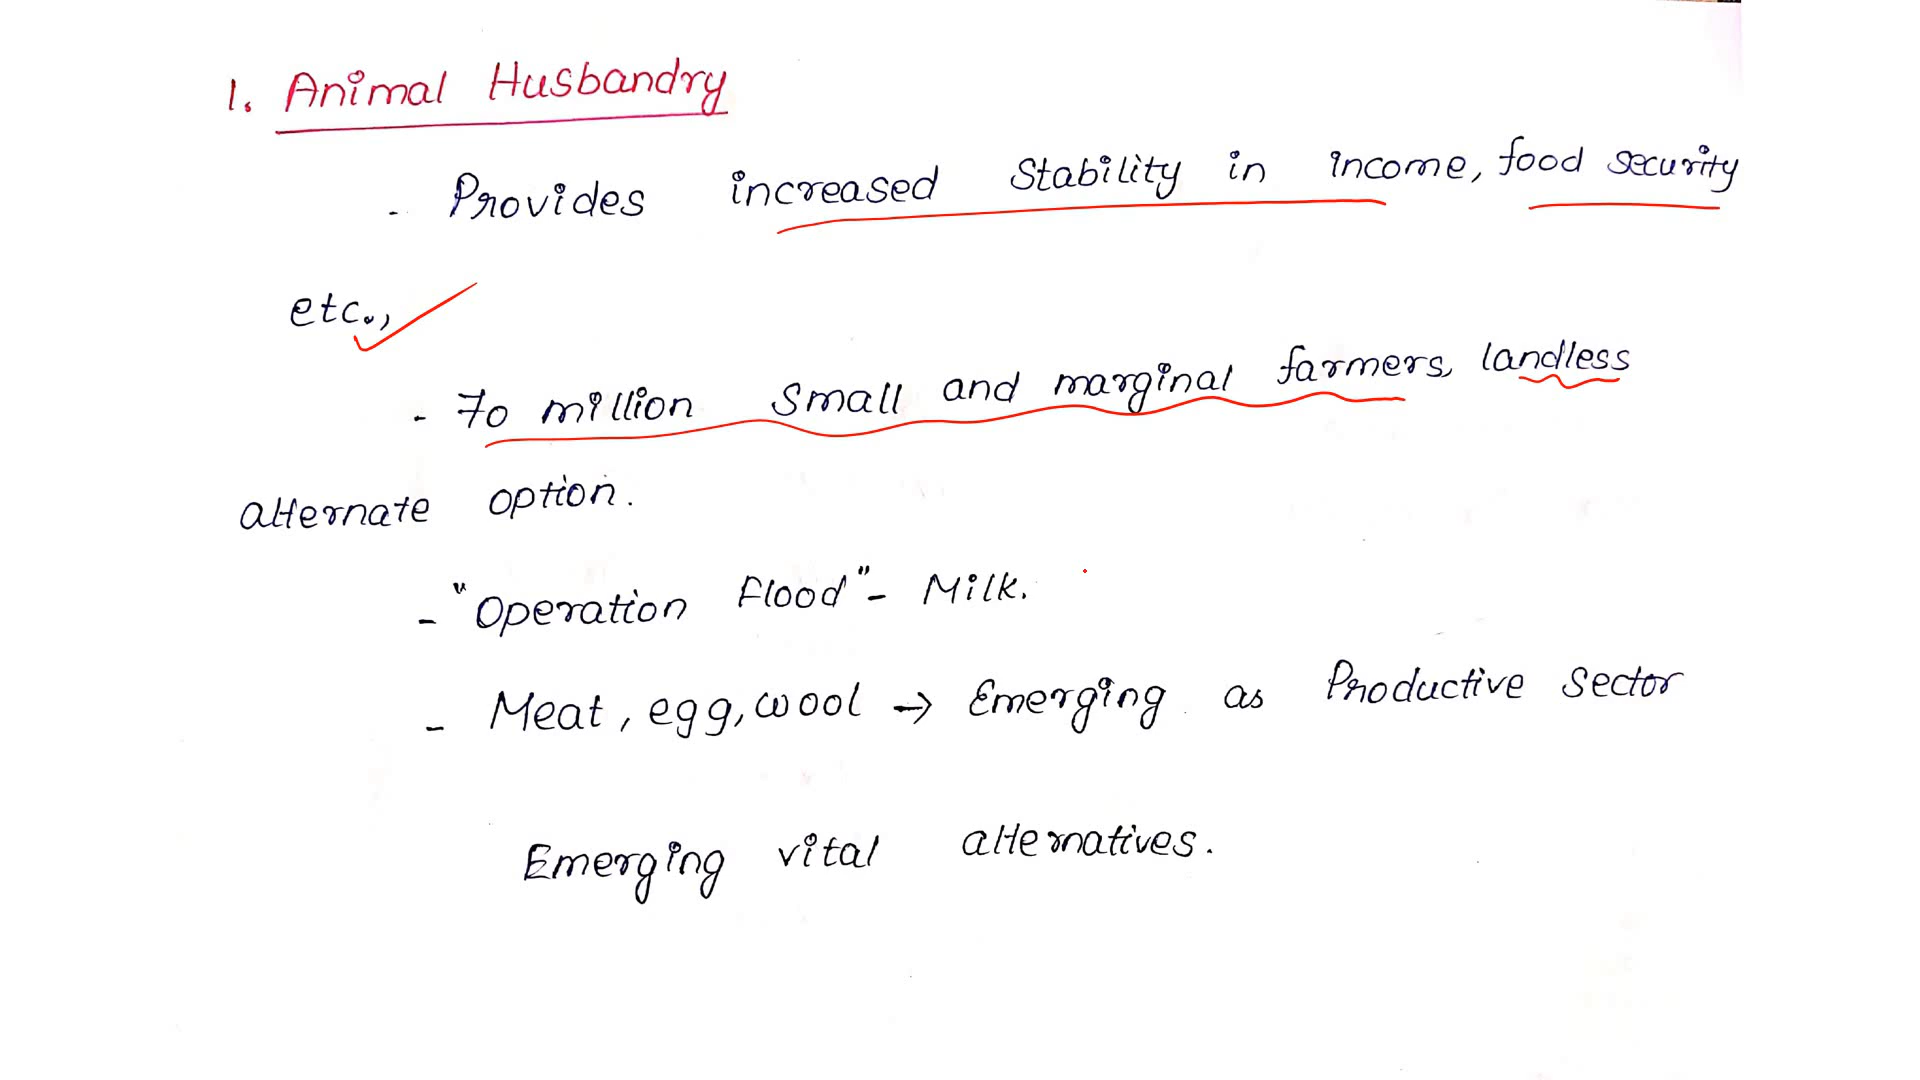 1. Animal Husbandry
- Provides increased Stability in income, food security
etc.,
- 70 million Small and marginal farmers, landless
alternate option.
- "Operation Flood" - Milk.
- Meat, egg, wool → Emerging as Productive Sector
Emerging vital alternatives.